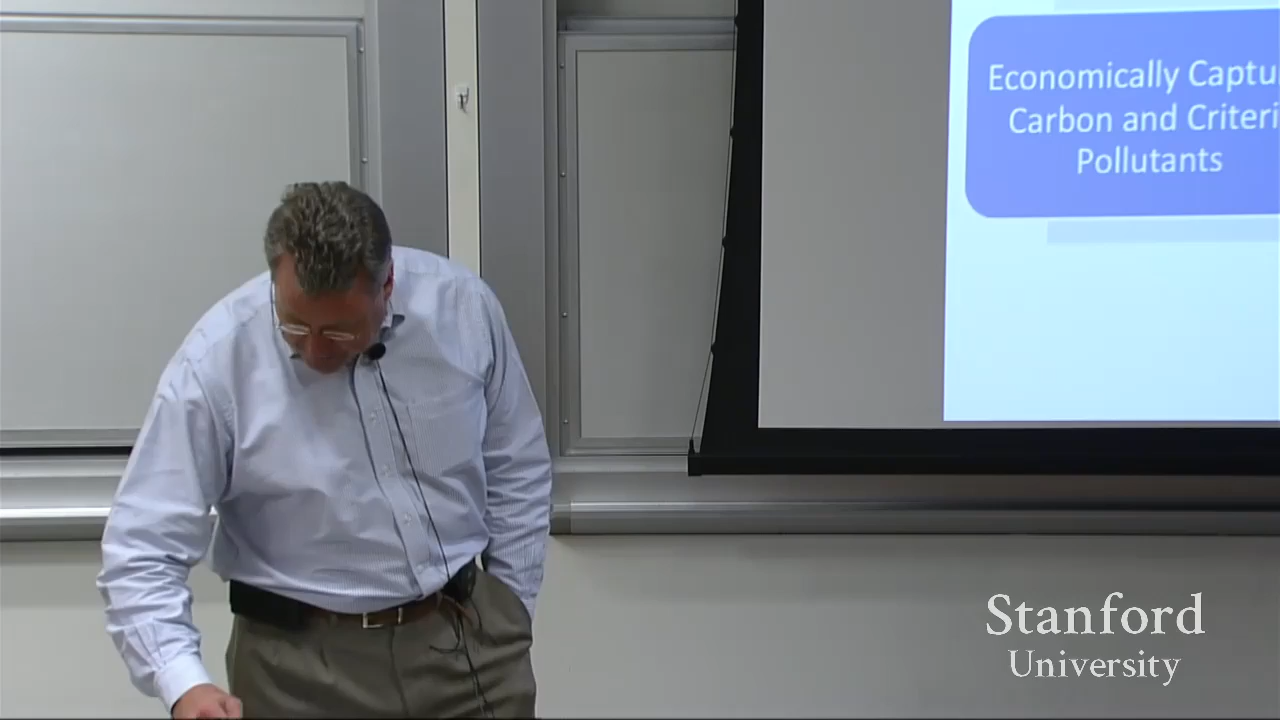 Economically Captu
Carbon and Criteri
Pollutants
Stanford
University